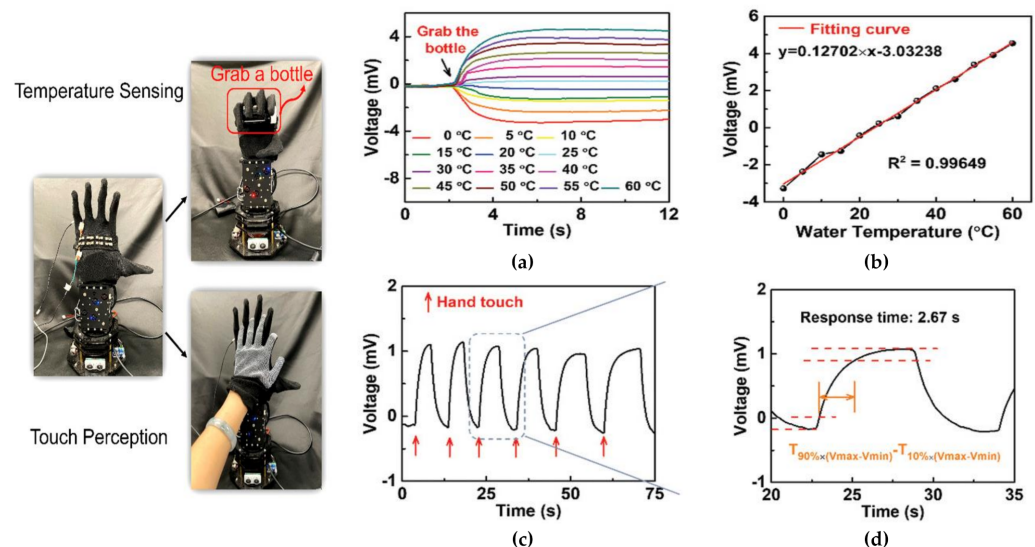 Temperature Sensing
Grab a bottle
Touch Perception
Voltage (mV)
4
0
-4
-8
Grab the
bottle
0 °C 5 °C 10 °C
15 °C 20 °C 25 °C
30 °C 35 °C 40 °C
45 °C 50 °C 55 °C 60 °C
0 4 8 12
Time (s)
(a)
Voltage (mV)
6
4
2
0
-2
-4
Fitting curve
y=0.12702×x-3.03238
R² = 0.99649
0 20 40 60
Water Temperature (°C)
(b)
Voltage (mV)
2
1
0
-1
Hand touch
0 25 50 75
Time (s)
(c)
Voltage (mV)
2
1
0
-1
Response time: 2.67 s
T90%×(Vmax-Vmin)-T10%×(Vmax-Vmin)
20 25 30 35
Time (s)
(d)